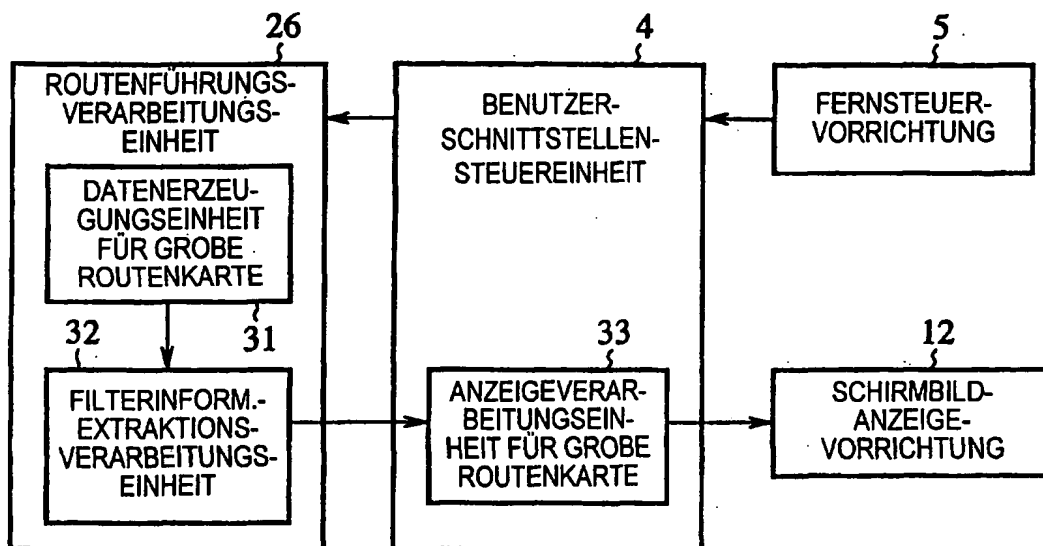 26
ROUTENFÜHRUNGS-
VERARBEITUNGS-
EINHEIT
DATENERZEU-
GUNGSEINHEIT
FÜR GROBE
ROUTENKARTE
31
32
FILTERINFORM.-
EXTRAKTIONS-
VERARBEITUNGS-
EINHEIT
4
BENUTZER-
SCHNITTSTELLEN-
STEUEREINHEIT
33
ANZEIGEVERAR-
BEITUNGSEIN-
HEIT FÜR GROBE
ROUTENKARTE
5
FERNSTEUER-
VORRICHTUNG
12
SCHIRMBILD-
ANZEIGE-
VORRICHTUNG